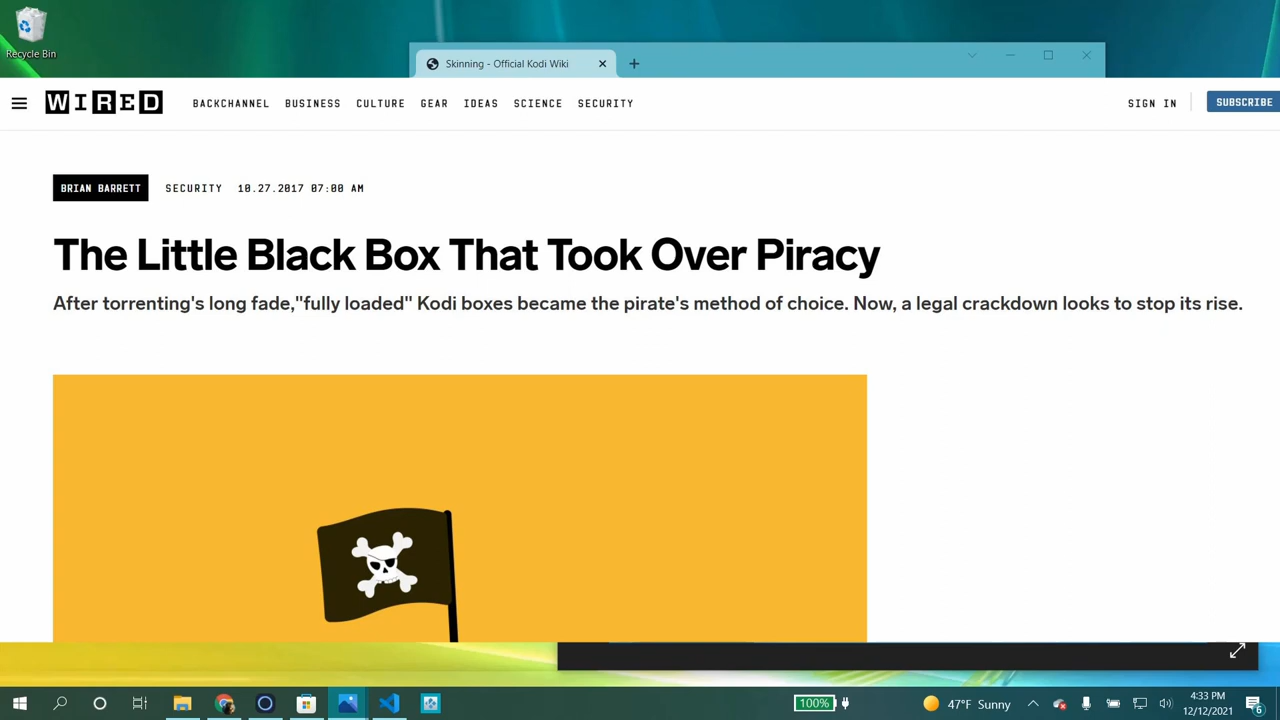 Recycle Bin
Skinning - Official Kodi Wiki
WIRED
BACKCHANNEL BUSINESS CULTURE GEAR IDEAS SCIENCE SECURITY
SIGN IN
SUBSCRIBE
BRIAN BARRETT SECURITY 10.27.2017 07:00 AM
The Little Black Box That Took Over Piracy
After torrenting's long fade,"fully loaded" Kodi boxes became the pirate's method of choice. Now, a legal crackdown looks to stop its rise.
100%
47°F Sunny
4:33 PM
12/12/2021
6